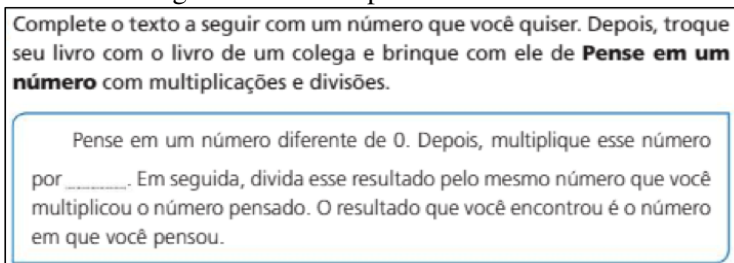 Complete o texto a seguir com um número que você quiser. Depois, troque
seu livro com o livro de um colega e brinque com ele de Pense em um
número com multiplicações e divisões.
Pense em um número diferente de 0. Depois, multiplique esse número
por ______. Em seguida, divida esse resultado pelo mesmo número que você
multiplicou o número pensado. O resultado que você encontrou é o número
em que você pensou.